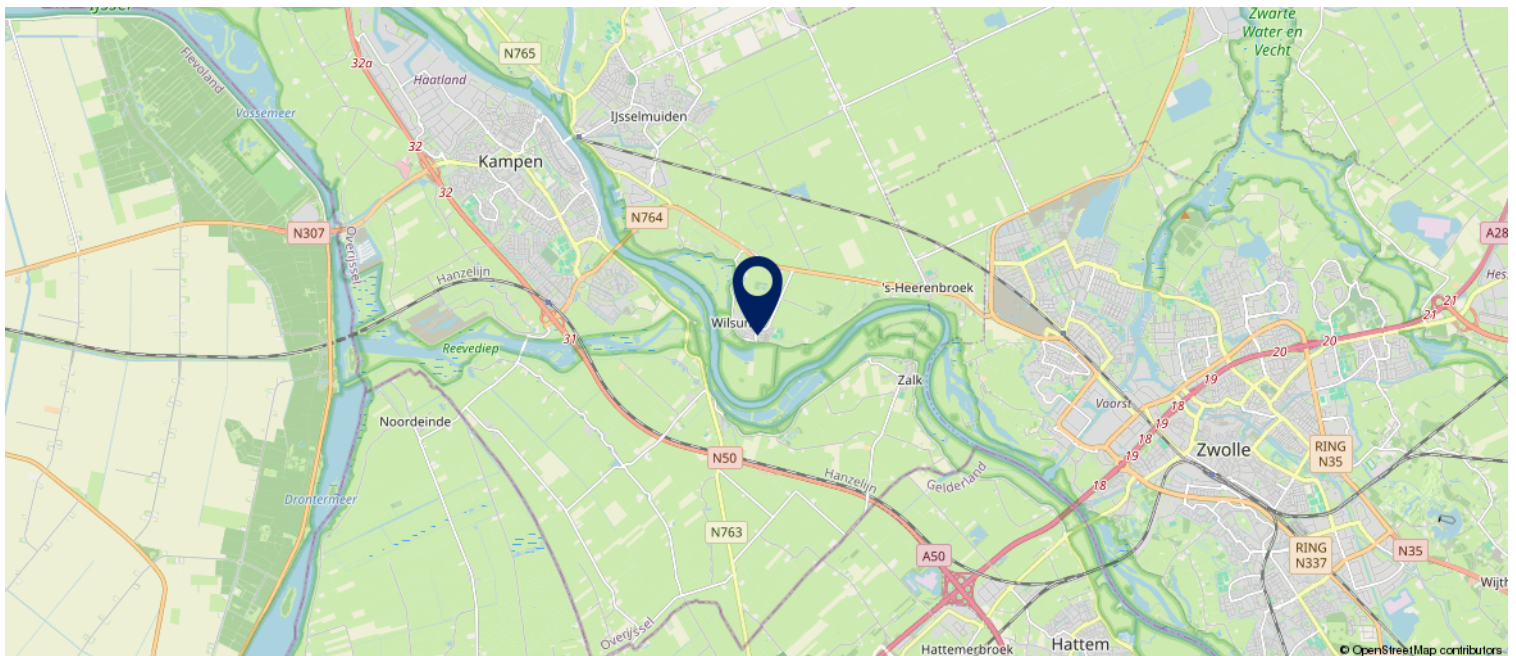 IJssel
Zwarte
Water en
Vecht
32a
N765
Flevoland
Haatland
Vossemeer
IJsselmuiden
32
Kampen
32
N764
N307
Overijssel
A28
Hanzelijn
's-Heerenbroek
21
21
Wilsum
31
Reevediep
20
20
19
Zalk
Voorst
18
Noordeinde
19
18
Zwolle
RING
N35
19
N50
Hanzelijn
Gelderland
18
Drontermeer
N763
A50
RING
N337
N35
Overijssel
Hattemerbroek
Hattem
© OpenStreetMap contributors